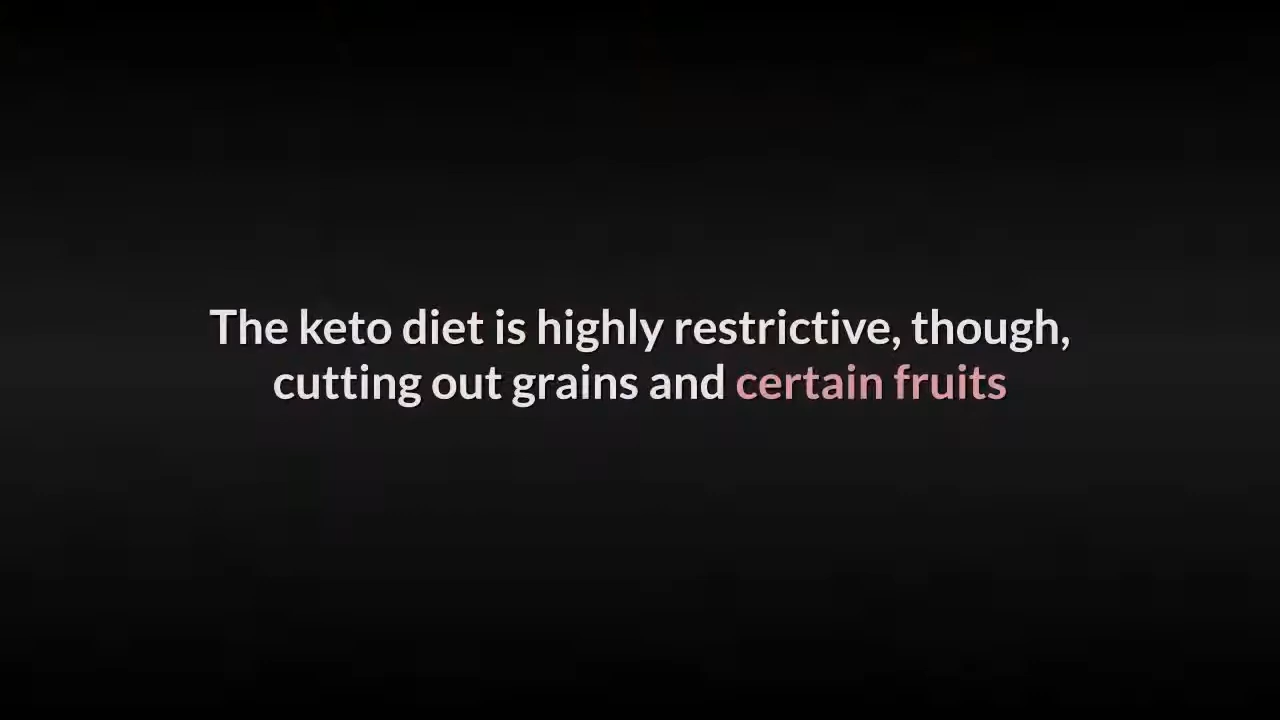 The keto diet is highly restrictive, though,
cutting out grains and certain fruits